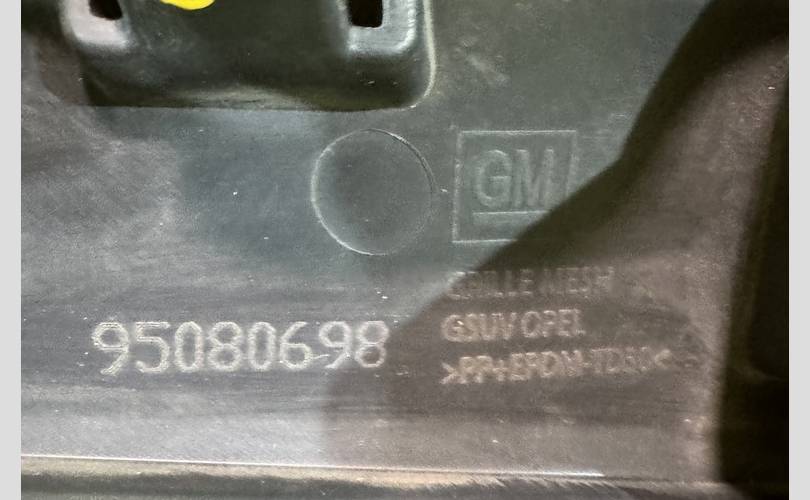 GM
GRILLE MESH
95080698
GSUV OPEL
>PP+EPDM-TD30<